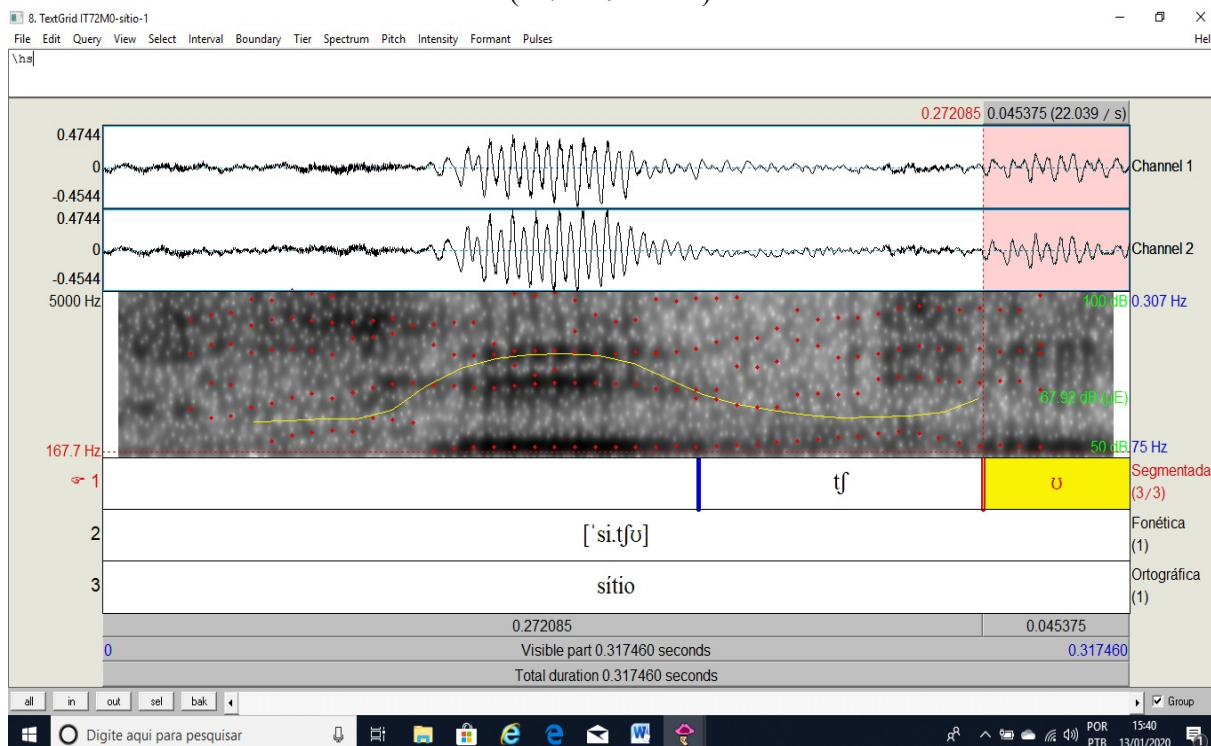 8. TextGrid IT72M0-sítio-1
File Edit Query View Select Interval Boundary Tier Spectrum Pitch Intensity Formant Pulses Hel
\hs
0.272085 0.045375 (22.039 / s)
0.4744
0
-0.4544
Channel 1
0.4744
0
-0.4544
Channel 2
5000 Hz
100 dB 0.307 Hz
67.92 dB (µE)
167.7 Hz
50 dB 75 Hz
1 tʃ ʊ Segmentada
(3/3)
2 [ˈsi.tʃʊ] Fonética
(1)
3 sítio Ortográfica
(1)
0.272085 0.045375
0 Visible part 0.317460 seconds 0.317460
Total duration 0.317460 seconds
all in out sel bak Group
Digite aqui para pesquisar POR 15:40
PTB 13/01/2020